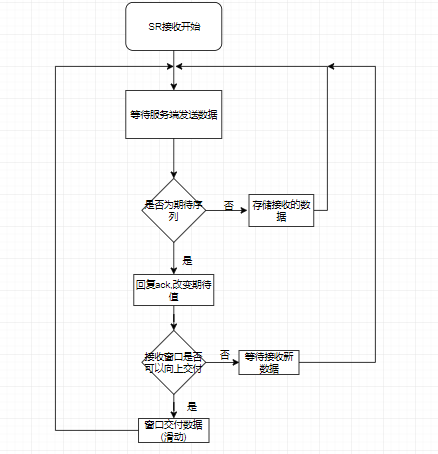 SR接收开始
等待服务端发送数据
是否为期待序
列
否
存储接收的数
据
是
回复ack,改变期待
值
接收窗口是否
可以向上交付
否
等待接收新
数据
是
窗口交付数据
(滑动)